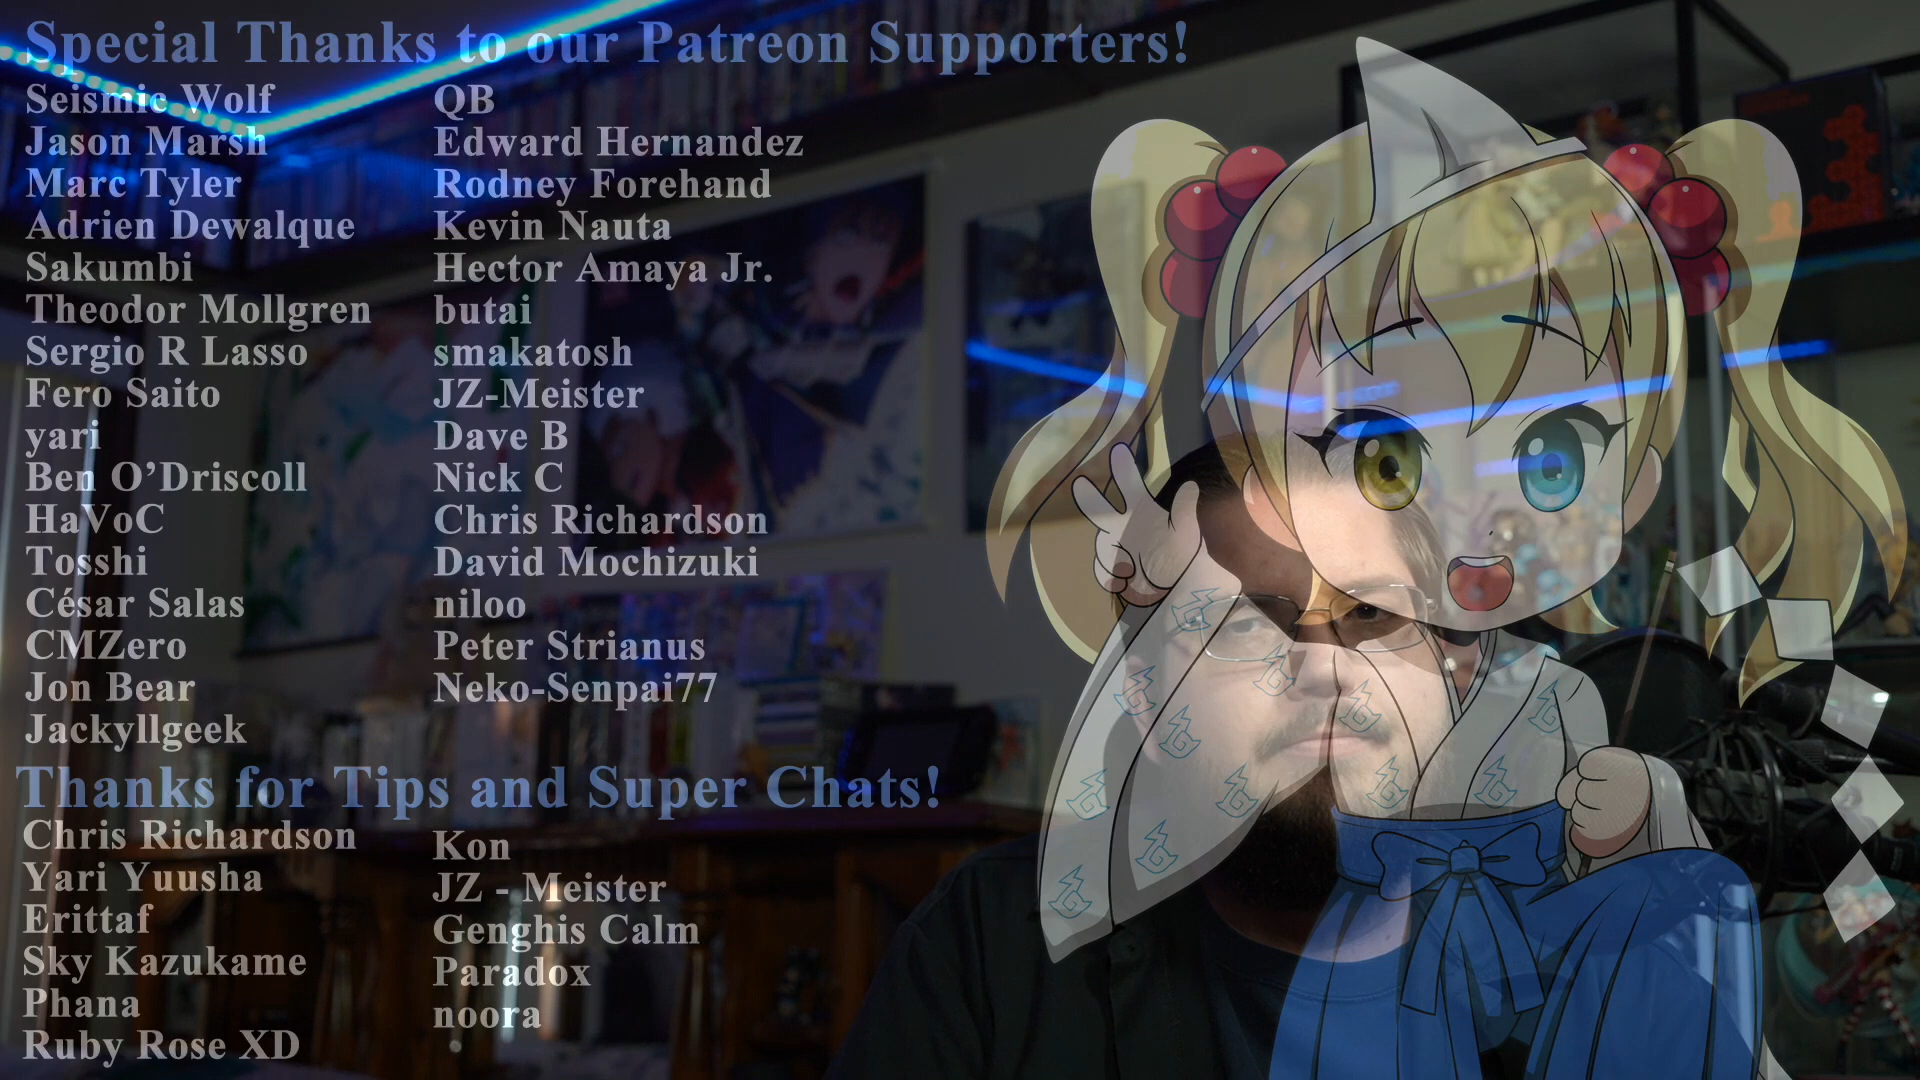 Special Thanks to our Patreon Supporters!
Seismic Wolf
Jason Marsh
Marc Tyler
Adrien Dewalque
Sakumbi
Theodor Mollgren
Sergio R Lasso
Fero Saito
yari
Ben O’Driscoll
HaVoC
Tosshi
César Salas
CMZero
Jon Bear
Jackyllgeek
QB
Edward Hernandez
Rodney Forehand
Kevin Nauta
Hector Amaya Jr.
butai
smakatosh
JZ-Meister
Dave B
Nick C
Chris Richardson
David Mochizuki
niloo
Peter Strianus
Neko-Senpai77
Thanks for Tips and Super Chats!
Chris Richardson
Yari Yuusha
Erittaf
Sky Kazukame
Phana
Ruby Rose XD
Kon
JZ - Meister
Genghis Calm
Paradox
noora